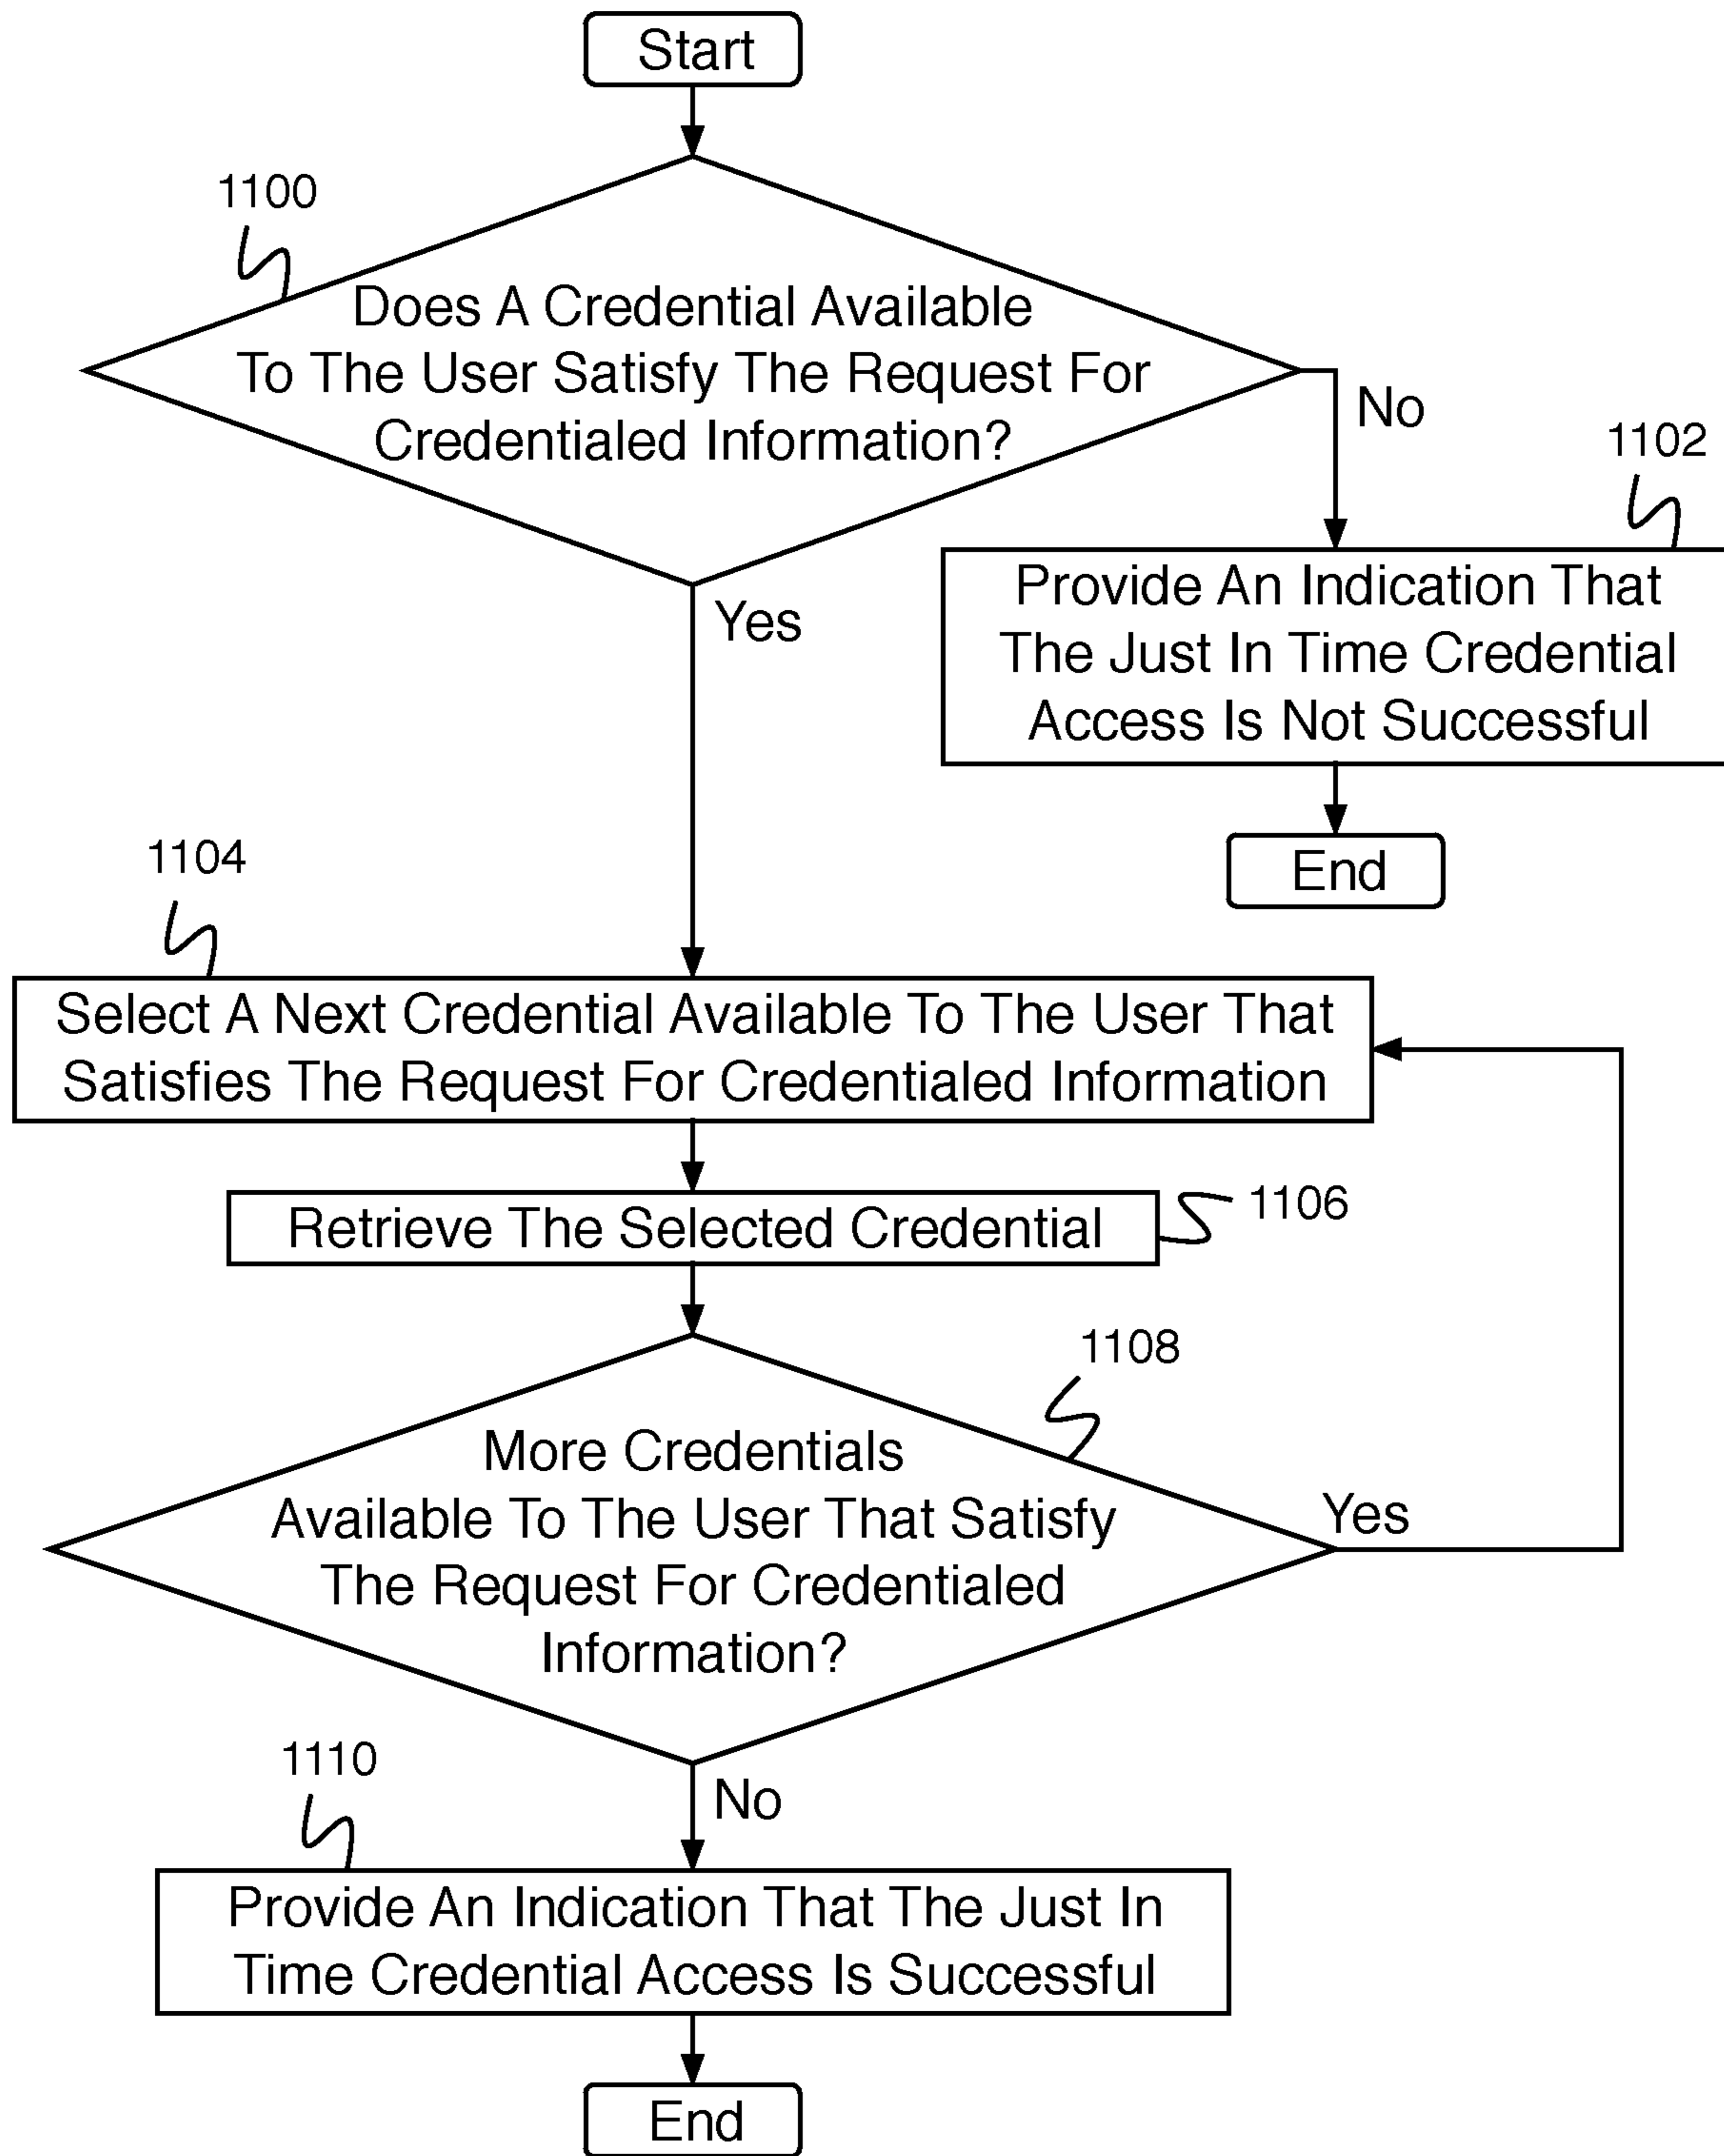 Start
1100
Does A Credential Available
To The User Satisfy The Request For
Credentialed Information?
No
1102
Provide An Indication That
The Just In Time Credential
Access Is Not Successful
End
Yes
1104
Select A Next Credential Available To The User That
Satisfies The Request For Credentialed Information
Retrieve The Selected Credential
1106
1108
More Credentials
Available To The User That Satisfy
The Request For Credentialed
Information?
Yes
No
1110
Provide An Indication That The Just In
Time Credential Access Is Successful
End